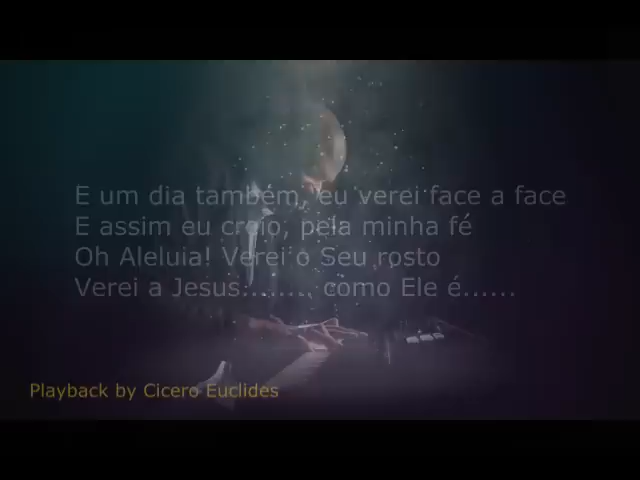 E um dia também, eu verei face a face
E assim eu creio, pela minha fé
Oh Aleluia! Verei o Seu rosto
Verei a Jesus........ como Ele é......
Playback by Cicero Euclides